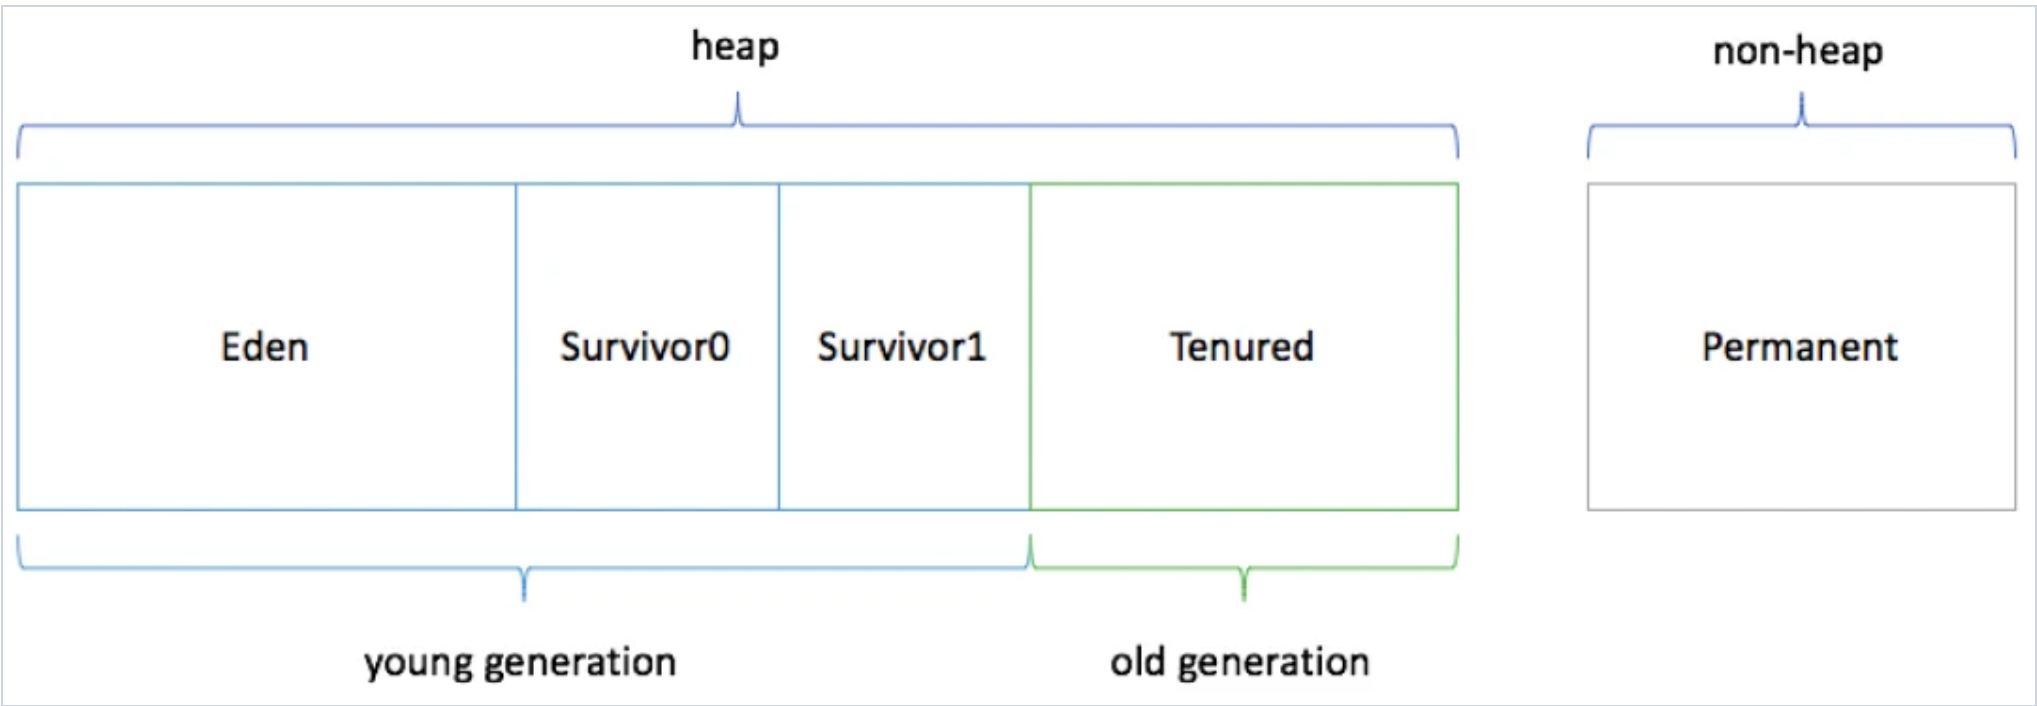 heap
non-heap
Eden
Survivor0
Survivor1
Tenured
Permanent
young generation
old generation